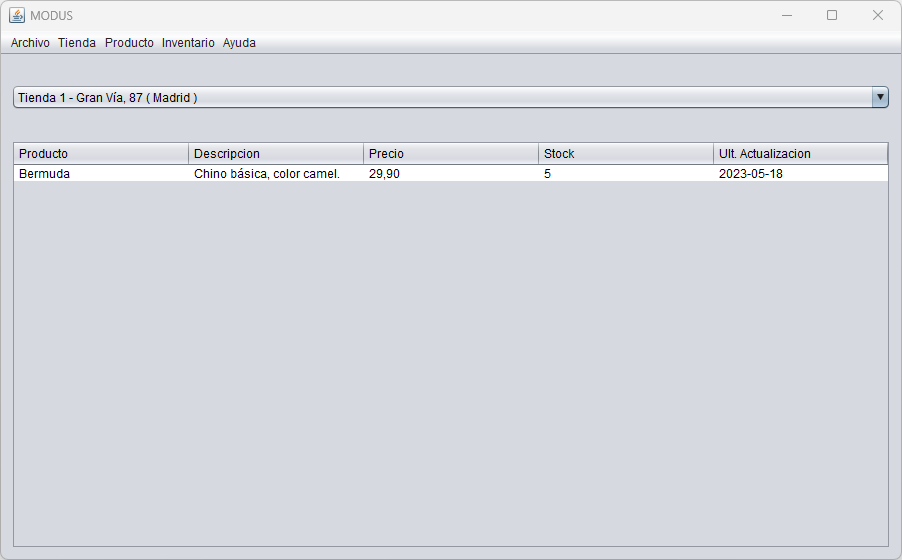 MODUS
Archivo Tienda Producto Inventario Ayuda
Tienda 1 - Gran Vía, 87 ( Madrid )
Producto Descripcion Precio Stock Ult. Actualizacion
Bermuda Chino básica, color camel. 29,90 5 2023-05-18